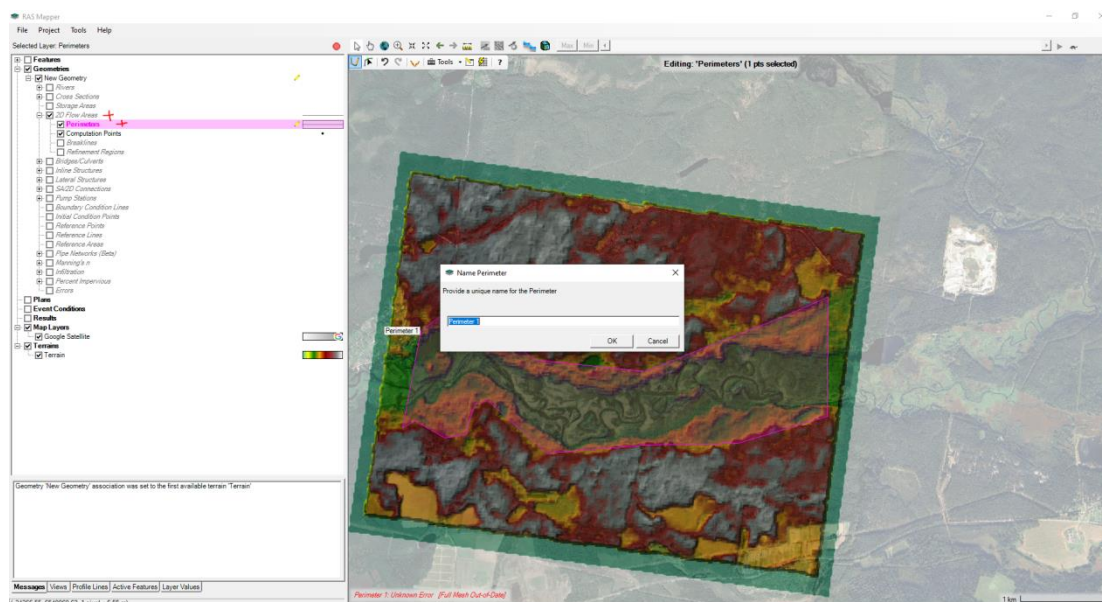 RAS Mapper
File Project Tools Help
Selected Layer: Perimeters
Max Min
Features
Geometries
New Geometry
Rivers
Cross Sections
Storage Areas
2D Flow Areas
Perimeters
Computation Points
Breaklines
Refinement Regions
Bridges/Culverts
Inline Structures
Lateral Structures
SA/2D Connections
Pump Stations
Boundary Condition Lines
Initial Condition Points
Reference Points
Reference Lines
Reference Areas
Pipe Networks (Beta)
Manning's n
Infiltration
Percent Impervious
Errors
Plans
Event Conditions
Results
Map Layers
Google Satellite
Terrains
Terrain
Tools
?
Editing: 'Perimeters' (1 pts selected)
Name Perimeter
Provide a unique name for the Perimeter
Perimeter 1
OK Cancel
Perimeter 1
Geometry 'New Geometry' association was set to the first available terrain 'Terrain'
Messages Views Profile Lines Active Features Layer Values
Perimeter 1: Unknown Error [Full Mesh Out-of-Date]
1 km